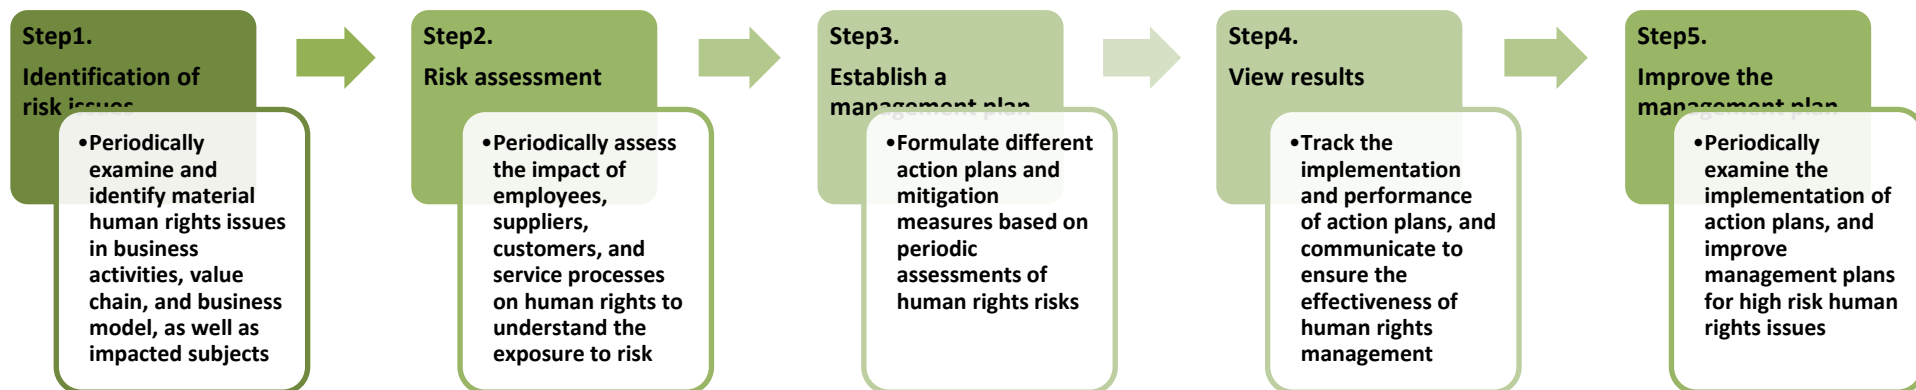 Step1.
Identification of
risk issues
•Periodically
examine and
identify material
human rights issues
in business
activities, value
chain, and business
model, as well as
impacted subjects
Step2.
Risk assessment
•Periodically assess
the impact of
employees,
suppliers,
customers, and
service processes
on human rights to
understand the
exposure to risk
Step3.
Establish a
management plan
•Formulate different
action plans and
mitigation
measures based on
periodic
assessments of
human rights risks
Step4.
View results
•Track the
implementation
and performance
of action plans, and
communicate to
ensure the
effectiveness of
human rights
management
Step5.
Improve the
management plan
•Periodically
examine the
implementation of
action plans, and
improve
management plans
for high risk human
rights issues